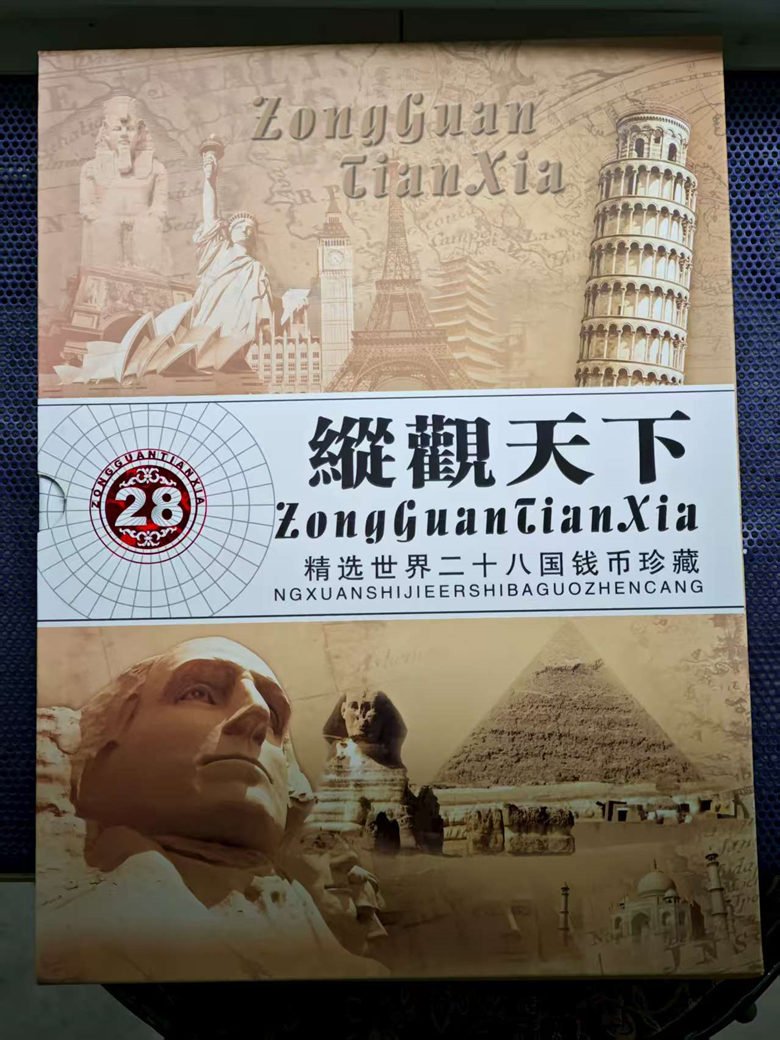 ZongGuan
TianXia
ZONGGUANTIANXIA
28
縱觀天下
ZongGuanTianXia
精选世界二十八国钱币珍藏
NGXUANSHIJIEERSHIBAGUOZHENCANG